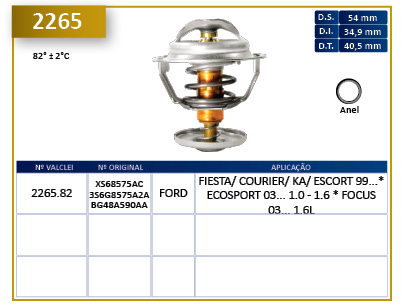 2265
82° ± 2°C
D.S. 54 mm
D.I. 34,9 mm
D.T. 40,5 mm
Anel
Nº VALCLEI Nº ORIGINAL APLICAÇÃO
2265.82
XS68575AC
3S6G8575A2A
BG48A590AA
FORD
FIESTA/ COURIER/ KA/ ESCORT 99...*
ECOSPORT 03... 1.0 - 1.6 * FOCUS
03... 1.6L